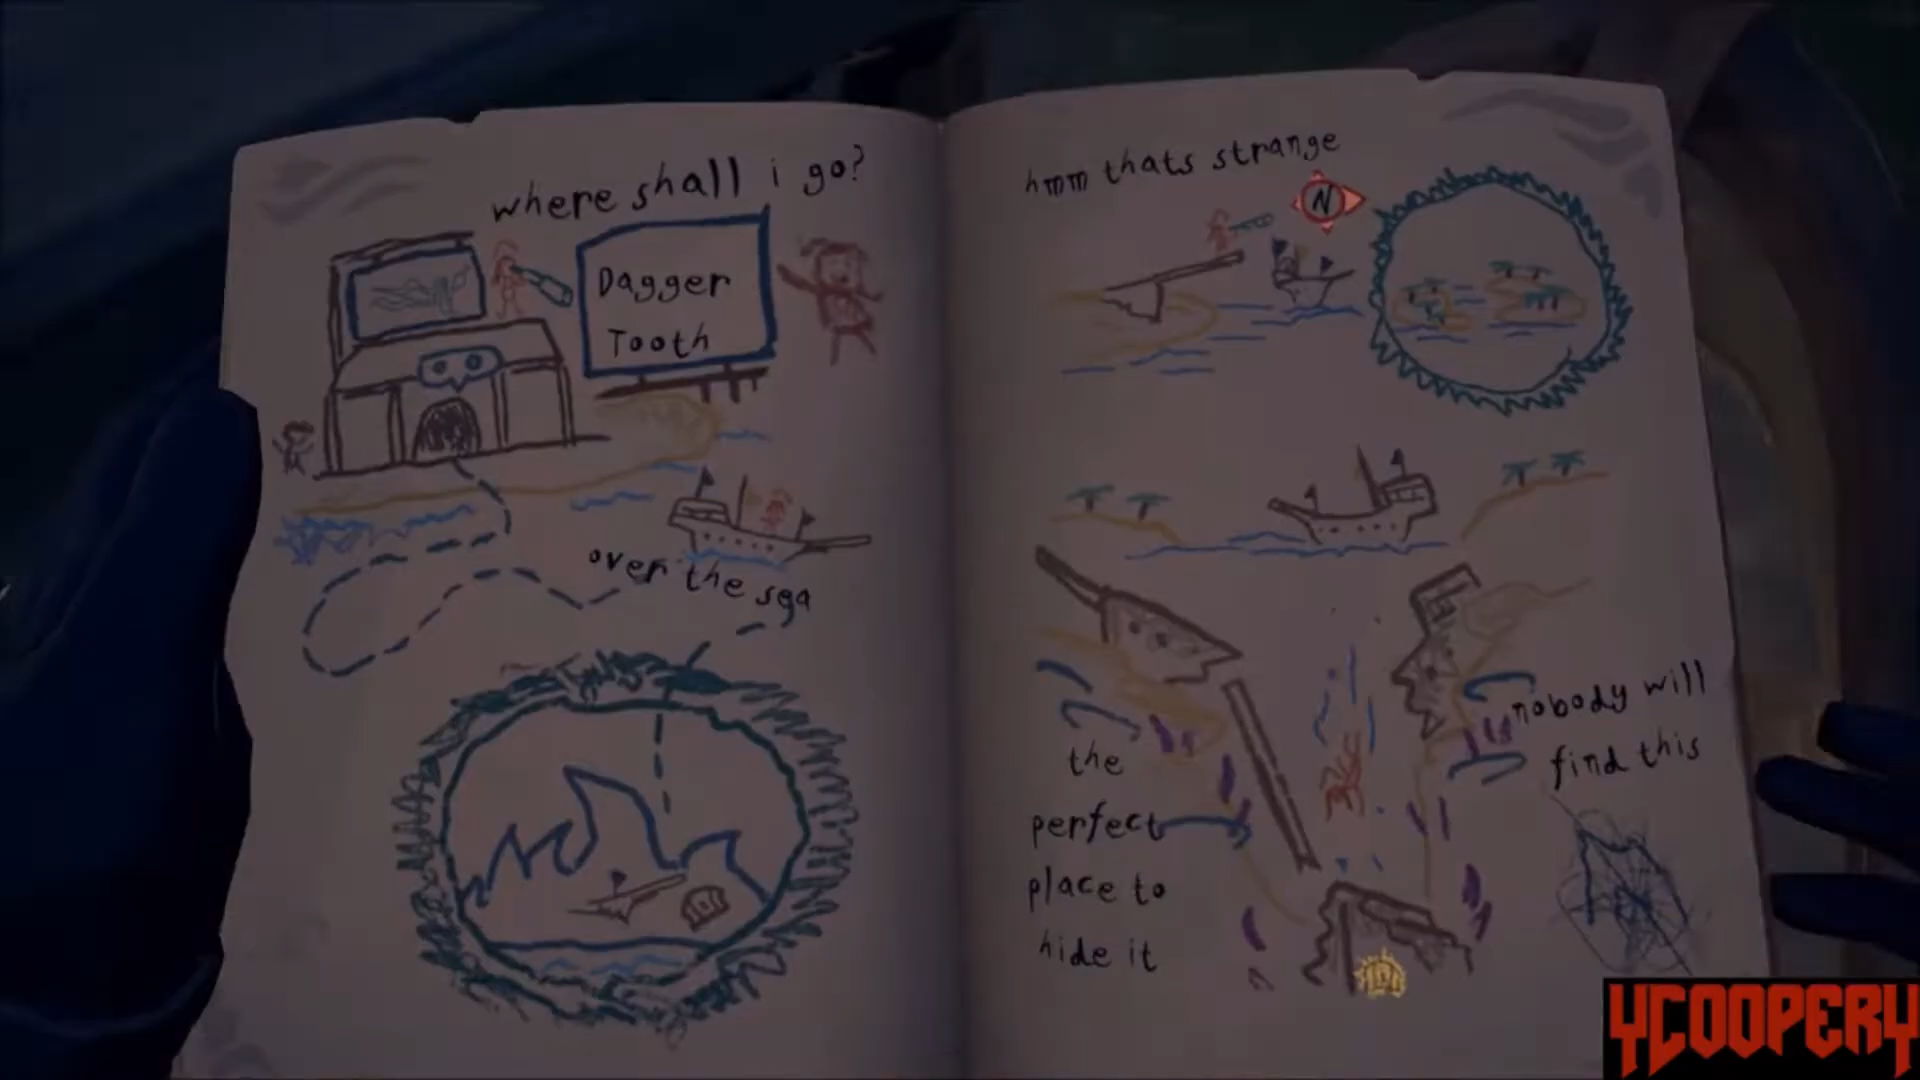 where shall i go?
Dagger
Tooth
over the sea
hmm thats strange
N
the
perfect
place to
hide it
nobody will
find this
YCOOPERY